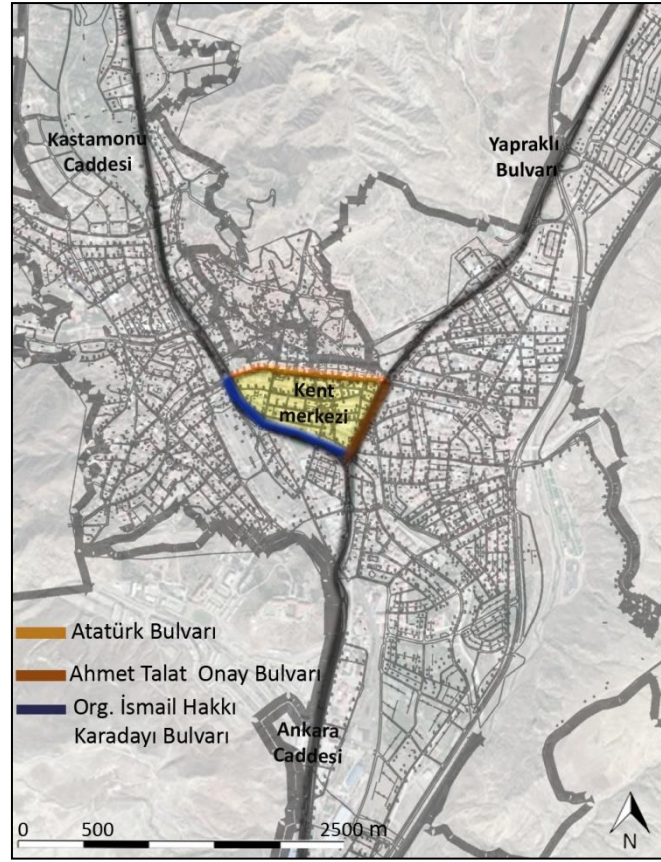 Kastamonu
Caddesi
Yapraklı
Bulvarı
Kent
merkezi
Atatürk Bulvarı
Ahmet Talat Onay Bulvarı
Org. İsmail Hakkı
Karadayı Bulvarı
Ankara
Caddesi
0 500 2500 m
N